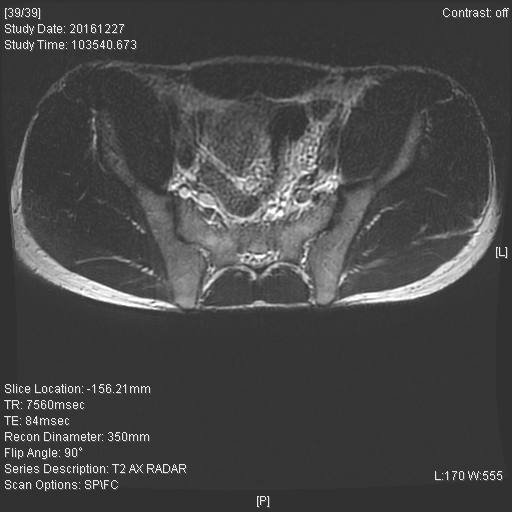 [39/39]
Contrast: off
Study Date: 20161227
Study Time: 103540.673
[L]
Slice Location: -156.21mm
TR: 7560msec
TE: 84msec
Recon Dinameter: 350mm
Flip Angle: 90°
Series Description: T2 AX RADAR
Scan Options: SP\FC
L:170 W:555
[P]